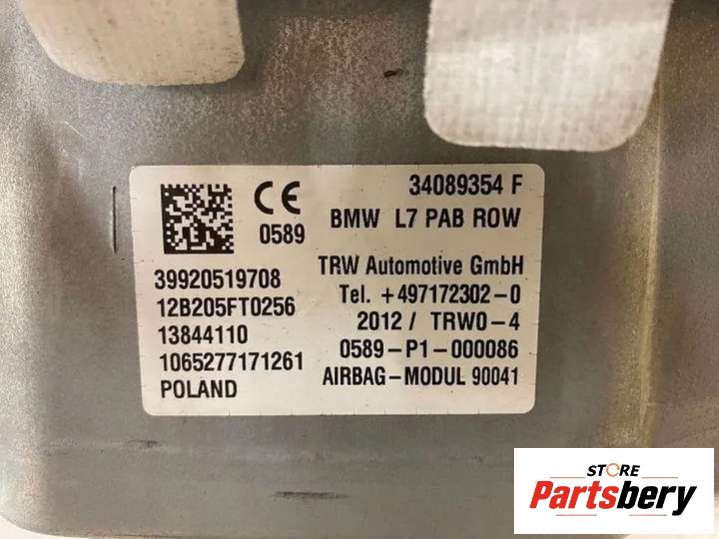 CE
0589
34089354 F
BMW L7 PAB ROW
39920519708
12B205FT0256
13844110
1065277171261
POLAND
TRW Automotive GmbH
Tel. +497172302-0
2012 / TRW0-4
0589-P1-000086
AIRBAG-MODUL 90041
STORE
Partsbery